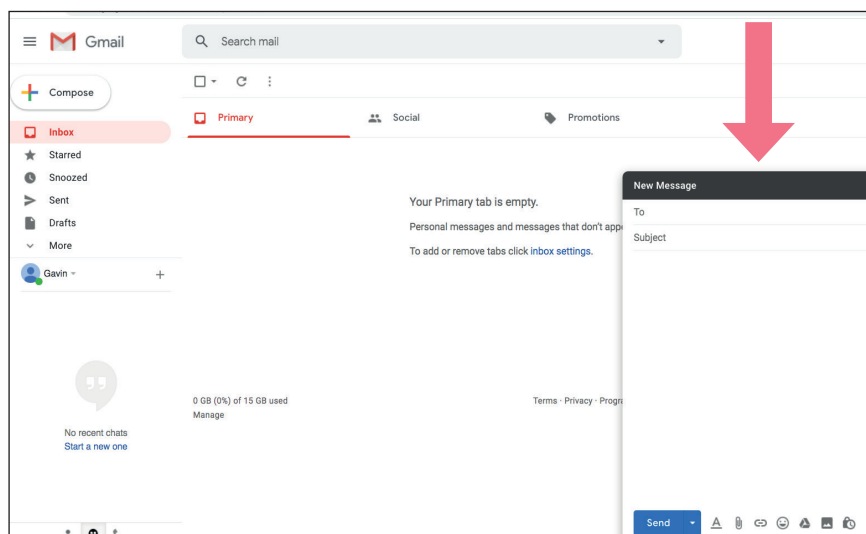 Gmail
Search mail
Compose
Primary
Social
Promotions
Inbox
Starred
Snoozed
Sent
Drafts
More
Gavin
Your Primary tab is empty.
Personal messages and messages that don't appe
To add or remove tabs click inbox settings.
0 GB (0%) of 15 GB used
Manage
Terms · Privacy · Progra
No recent chats
Start a new one
New Message
To
Subject
Send